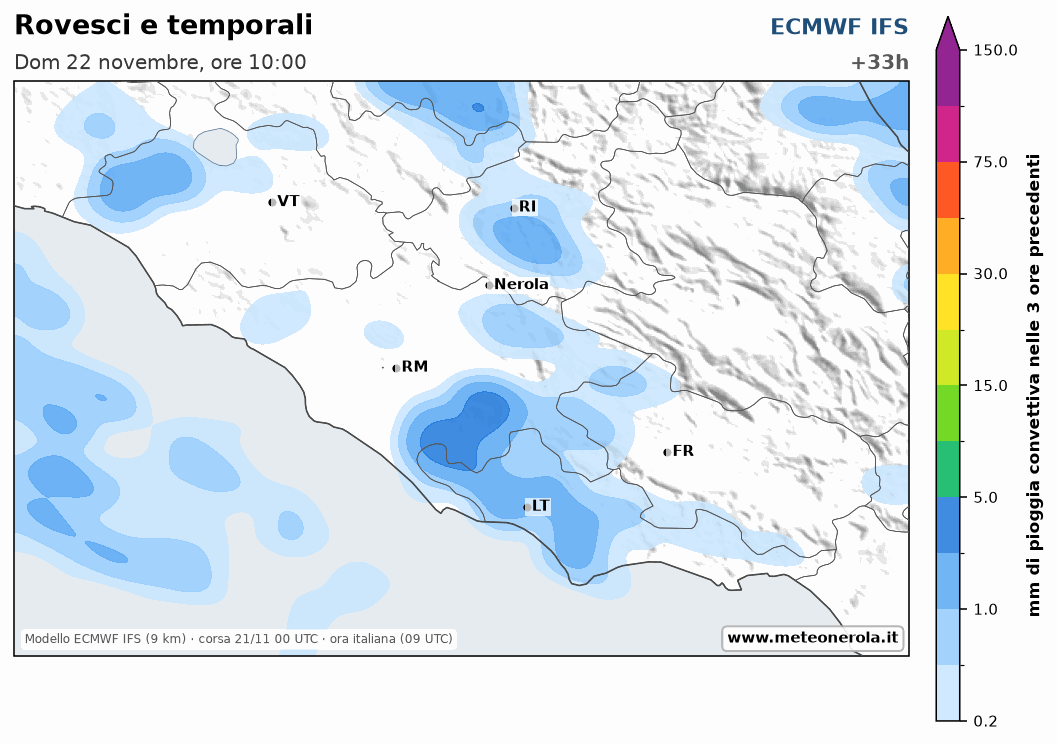 Rovesci e temporali
ECMWF IFS
Dom 22 novembre, ore 10:00
+33h
VT
RI
Nerola
RM
FR
LT
Modello ECMWF IFS (9 km) · corsa 21/11 00 UTC · ora italiana (09 UTC)
www.meteonerola.it
150.0
75.0
30.0
15.0
5.0
1.0
0.2
mm di pioggia convettiva nelle 3 ore precedenti